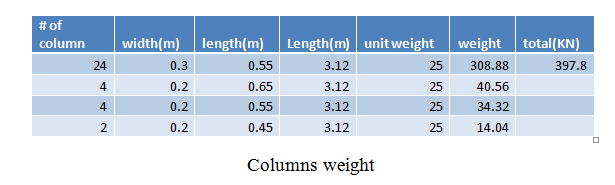 # of column width(m) length(m) Length(m) unit weight weight total(KN)
24 0.3 0.55 3.12 25 308.88 397.8
4 0.2 0.65 3.12 25 40.56
4 0.2 0.55 3.12 25 34.32
2 0.2 0.45 3.12 25 14.04
Columns weight